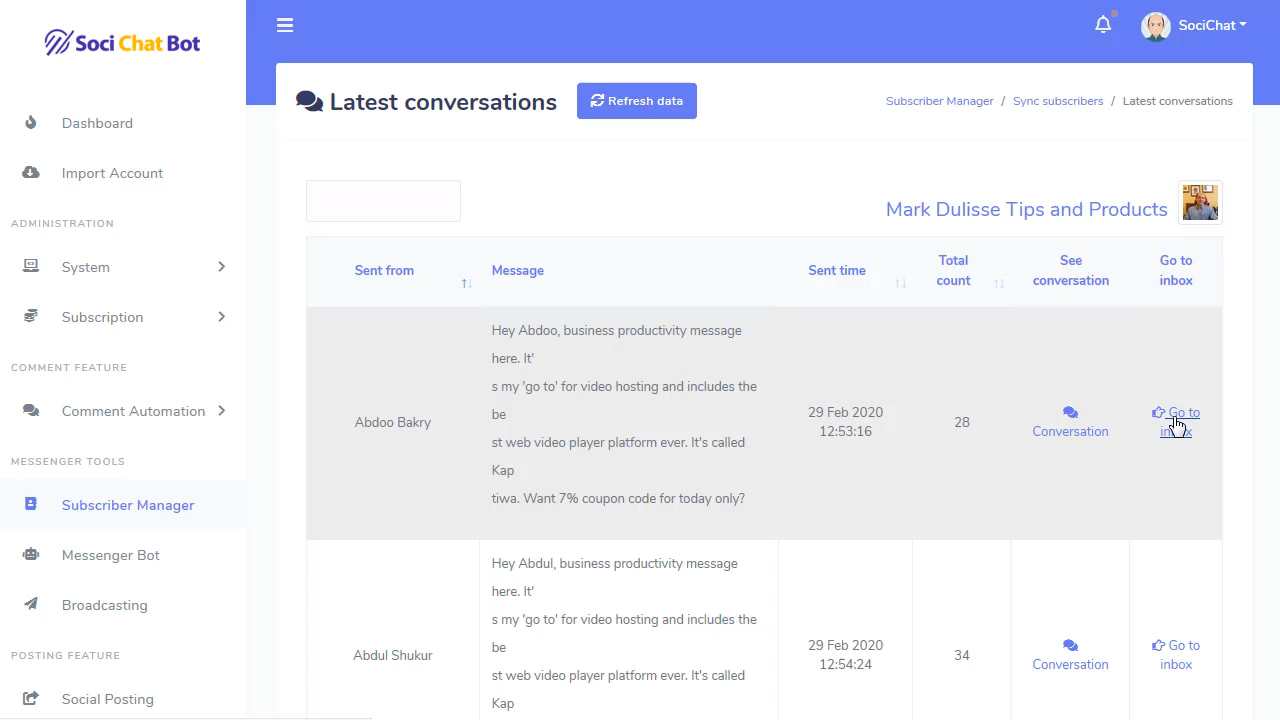 Soci Chat Bot
SociChat
Latest conversations
Refresh data
Subscriber Manager / Sync subscribers / Latest conversations
Dashboard
Import Account
ADMINISTRATION
System
Subscription
COMMENT FEATURE
Comment Automation
MESSENGER TOOLS
Subscriber Manager
Messenger Bot
Broadcasting
POSTING FEATURE
Social Posting
Mark Dulisse Tips and Products
Sent from
Message
Sent time
Total
count
See
conversation
Go to
inbox
Abdoo Bakry
Hey Abdoo, business productivity message
here. It'
s my 'go to' for video hosting and includes the
be
st web video player platform ever. It's called
Kap
tiwa. Want 7% coupon code for today only?
29 Feb 2020
12:53:16
28
Conversation
Go to
inbox
Abdul Shukur
Hey Abdul, business productivity message
here. It'
s my 'go to' for video hosting and includes the
be
st web video player platform ever. It's called
Kap
29 Feb 2020
12:54:24
34
Conversation
Go to
inbox